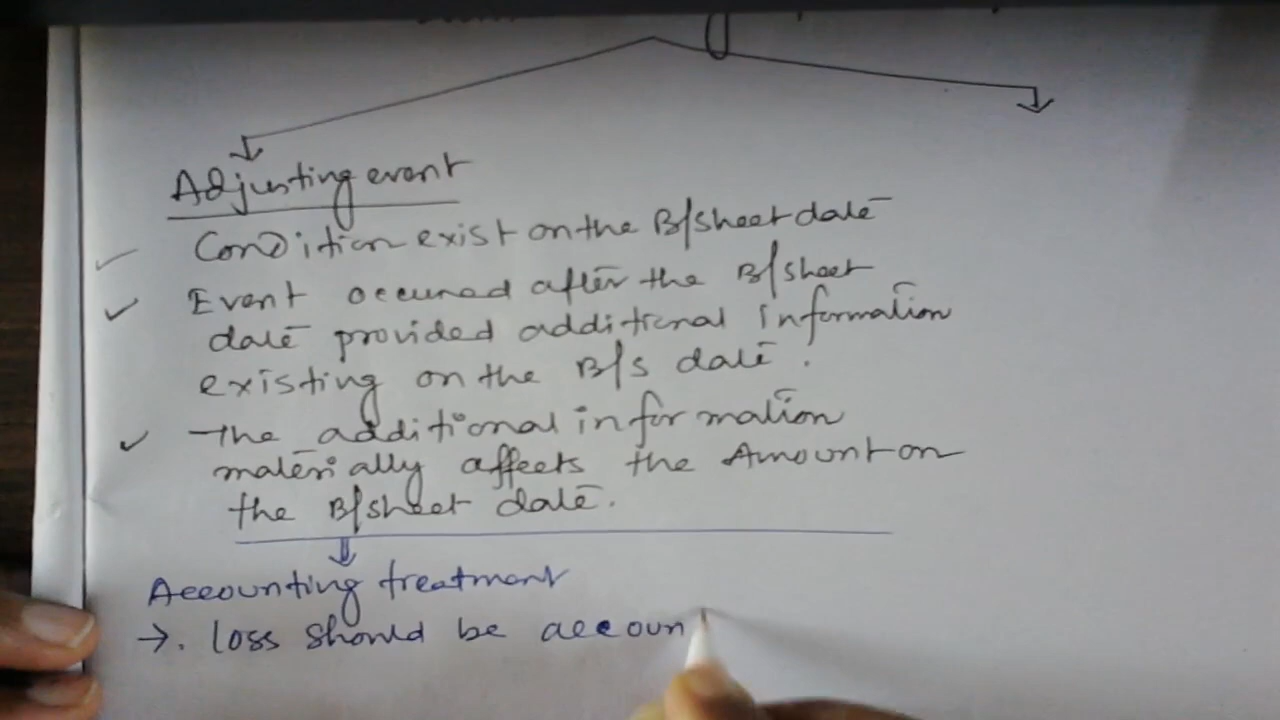 Adjusting event
Condition exist on the B/sheet date
Event occured after the B/sheet
date provided additional information
existing on the B/s date.
The additional information
materially affects the Amount on
the B/sheet date.
Accounting treatment
→. loss should be accoun